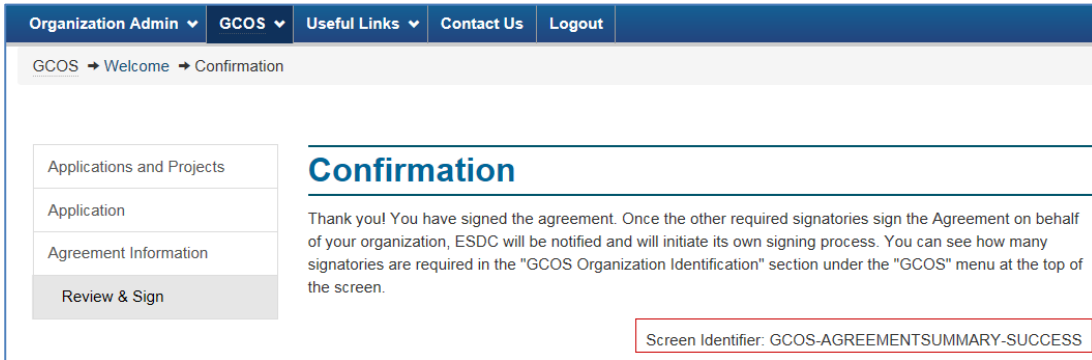 Organization Admin GCOS Useful Links Contact Us Logout
GCOS → Welcome → Confirmation
Applications and Projects
Application
Agreement Information
Review & Sign
Confirmation
Thank you! You have signed the agreement. Once the other required signatories sign the Agreement on behalf
of your organization, ESDC will be notified and will initiate its own signing process. You can see how many
signatories are required in the "GCOS Organization Identification" section under the "GCOS" menu at the top of
the screen.
Screen Identifier: GCOS-AGREEMENTSUMMARY-SUCCESS